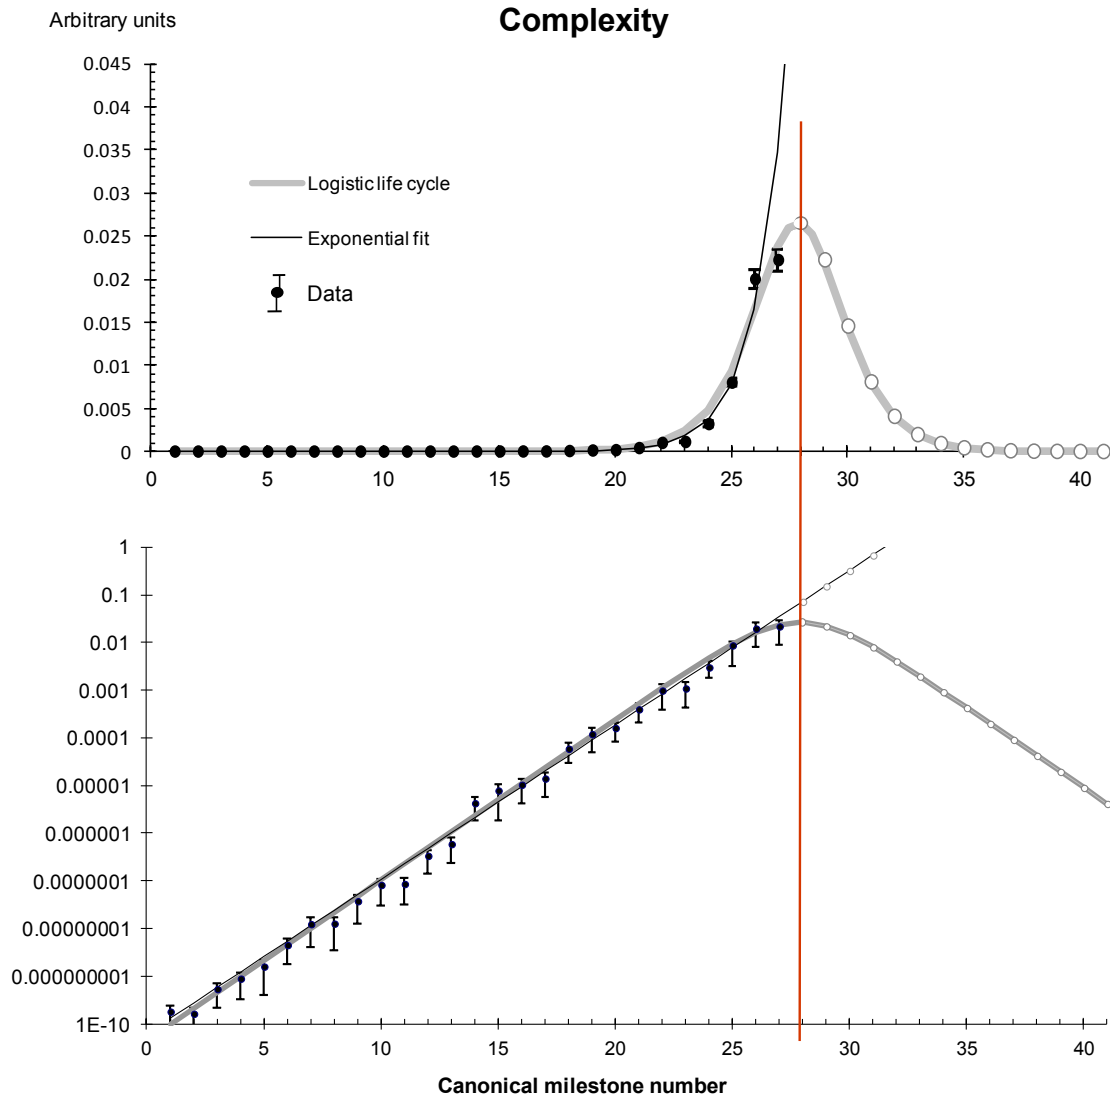 Arbitrary units
Complexity
0.045
0.04
0.035
0.03
0.025
0.02
0.015
0.01
0.005
0
Logistic life cycle
Exponential fit
Data
0 5 10 15 20 25 30 35 40
1
0.1
0.01
0.001
0.0001
0.00001
0.000001
0.0000001
0.00000001
0.000000001
1E-10
0 5 10 15 20 25 30 35 40
Canonical milestone number